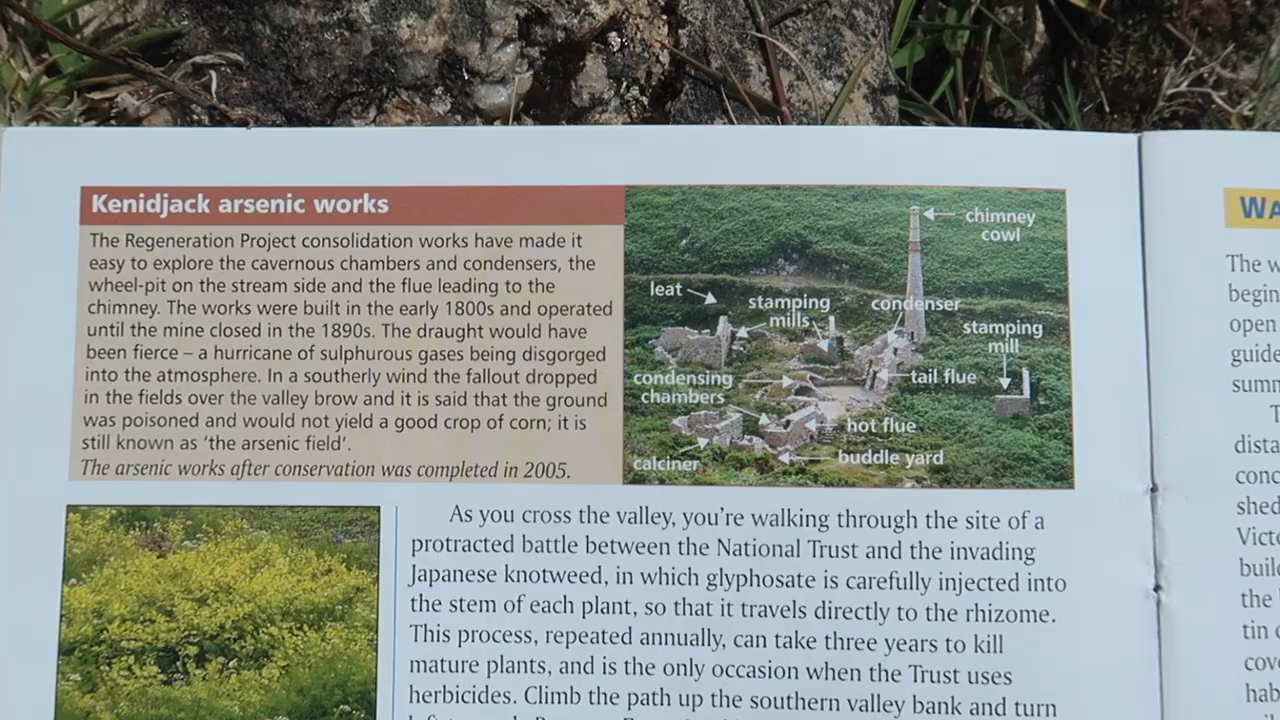 Kenidjack arsenic works
The Regeneration Project consolidation works have made it
easy to explore the cavernous chambers and condensers, the
wheel-pit on the stream side and the flue leading to the
chimney. The works were built in the early 1800s and operated
until the mine closed in the 1890s. The draught would have
been fierce – a hurricane of sulphurous gases being disgorged
into the atmosphere. In a southerly wind the fallout dropped
in the fields over the valley brow and it is said that the ground
was poisoned and would not yield a good crop of corn; it is
still known as ‘the arsenic field’.
The arsenic works after conservation was completed in 2005.
chimney
cowl
leat
stamping
mills
condenser
stamping
mill
condensing
chambers
tail flue
hot flue
calciner
buddle yard
As you cross the valley, you’re walking through the site of a
protracted battle between the National Trust and the invading
Japanese knotweed, in which glyphosate is carefully injected into
the stem of each plant, so that it travels directly to the rhizome.
This process, repeated annually, can take three years to kill
mature plants, and is the only occasion when the Trust uses
herbicides. Climb the path up the southern valley bank and turn
WA
The w
begin
open
guide
summ
T
dista
conc
shed
Victo
buil
the
tin
cove
hab